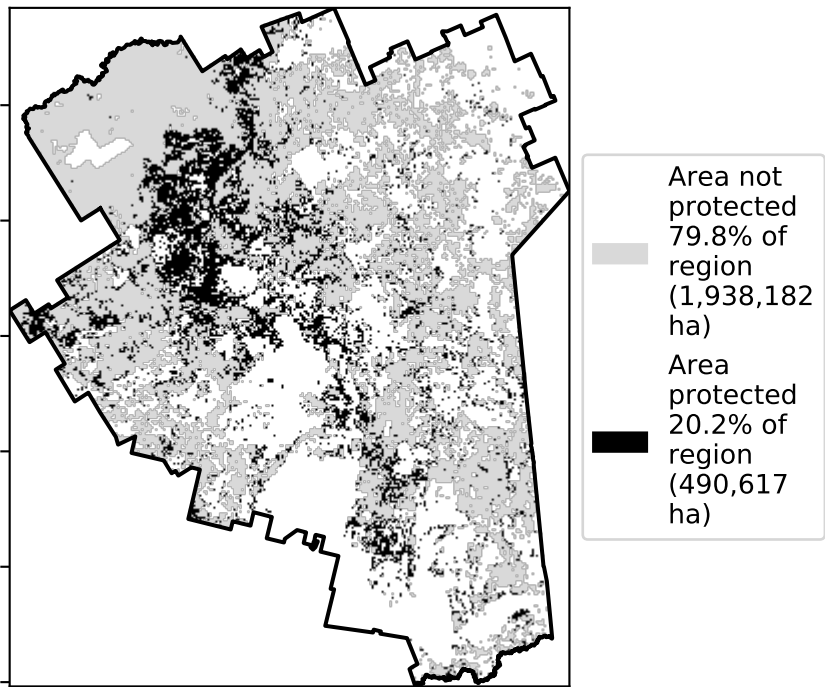 Area not
protected
79.8% of
region
(1,938,182
ha)
Area
protected
20.2% of
region
(490,617
ha)